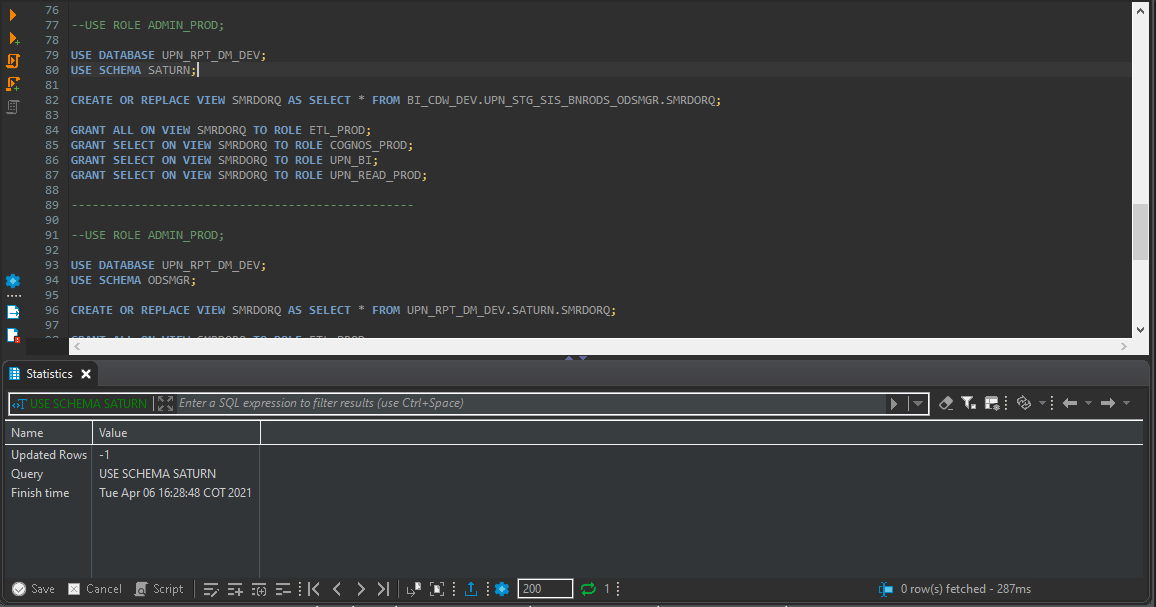 76
77 --USE ROLE ADMIN_PROD;
78
79 USE DATABASE UPN_RPT_DM_DEV;
80 USE SCHEMA SATURN;
81
82 CREATE OR REPLACE VIEW SMRDORQ AS SELECT * FROM BI_CDW_DEV.UPN_STG_SIS_BNRODS_ODSMGR.SMRDORQ;
83
84 GRANT ALL ON VIEW SMRDORQ TO ROLE ETL_PROD;
85 GRANT SELECT ON VIEW SMRDORQ TO ROLE COGNOS_PROD;
86 GRANT SELECT ON VIEW SMRDORQ TO ROLE UPN_BI;
87 GRANT SELECT ON VIEW SMRDORQ TO ROLE UPN_READ_PROD;
88
89 -------------------------------------------------
90
91 --USE ROLE ADMIN_PROD;
92
93 USE DATABASE UPN_RPT_DM_DEV;
94 USE SCHEMA ODSMGR;
95
96 CREATE OR REPLACE VIEW SMRDORQ AS SELECT * FROM UPN_RPT_DM_DEV.SATURN.SMRDORQ;
97
Statistics
USE SCHEMA SATURN Enter a SQL expression to filter results (use Ctrl+Space)
Name Value
Updated Rows -1
Query USE SCHEMA SATURN
Finish time Tue Apr 06 16:28:48 COT 2021
Save Cancel Script 200 1 0 row(s) fetched - 287ms